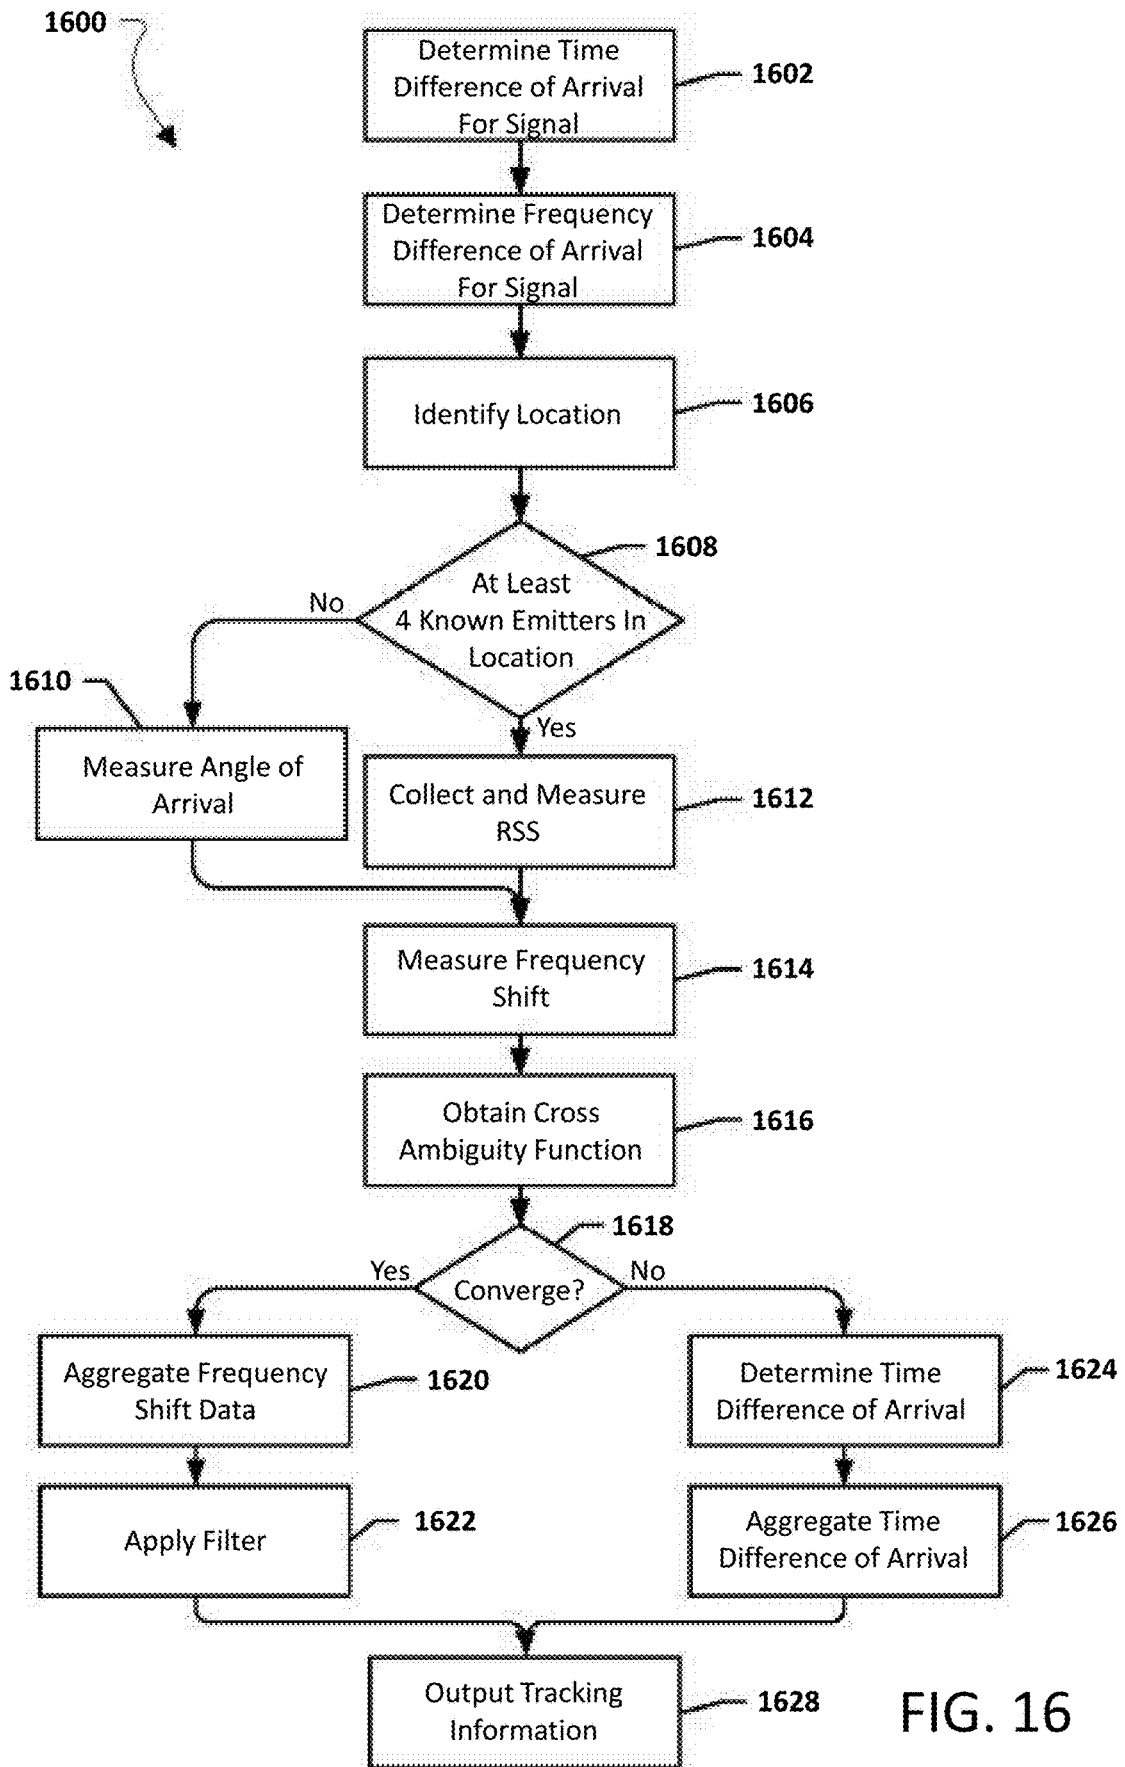 1600
Determine Time
Difference of Arrival
For Signal
1602
Determine Frequency
Difference of Arrival
For Signal
1604
Identify Location
1606
1608
At Least
4 Known Emitters In
Location
No
Yes
1610
Measure Angle of
Arrival
Collect and Measure
RSS
1612
Measure Frequency
Shift
1614
Obtain Cross
Ambiguity Function
1616
1618
Converge?
Yes
No
Aggregate Frequency
Shift Data
1620
Determine Time
Difference of Arrival
1624
Apply Filter
1622
Aggregate Time
Difference of Arrival
1626
Output Tracking
Information
1628
FIG. 16